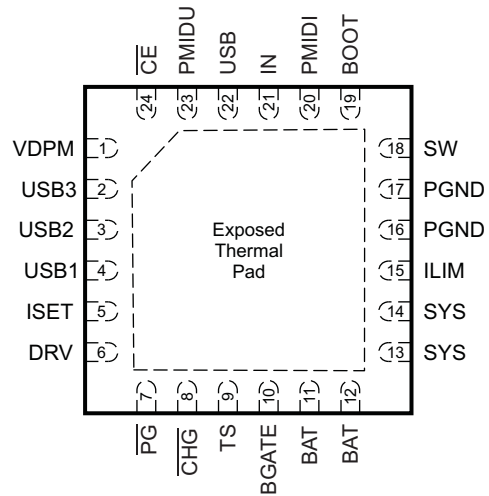 CE
PMIDU
USB
IN
PMIDI
BOOT
24
23
22
21
20
19
VDPM 1
18 SW
USB3 2
17 PGND
USB2 3
16 PGND
USB1 4
15 ILIM
ISET 5
14 SYS
DRV 6
13 SYS
Exposed
Thermal
Pad
7
8
9
10
11
12
PG
CHG
TS
BGATE
BAT
BAT